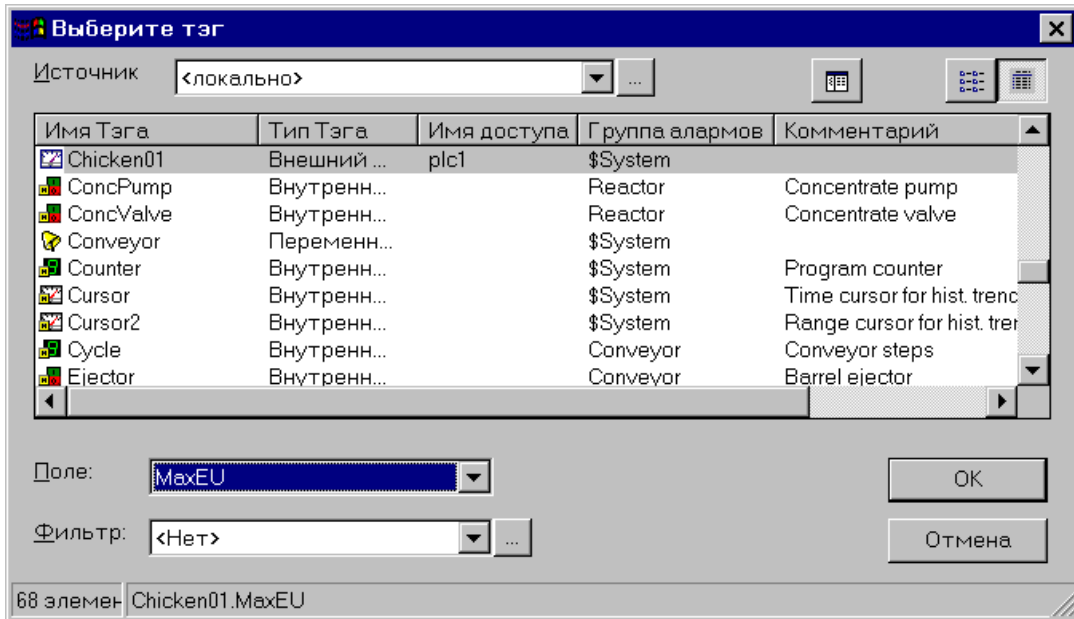 Выберите тэг
Источник <локально> ...
Имя Тэга Тип Тэга Имя доступа Группа алармов Комментарий
Chicken01 Внешний ... plc1 $System
ConcPump Внутренн... Reactor Concentrate pump
ConcValve Внутренн... Reactor Concentrate valve
Conveyor Переменн... $System
Counter Внутренн... $System Program counter
Cursor Внутренн... $System Time cursor for hist. trenc
Cursor2 Внутренн... $System Range cursor for hist. trer
Cycle Внутренн... Conveyor Conveyor steps
Ejector Внутренн... Conveyor Barrel ejector
Поле: MaxEU OK
Фильтр: <Нет> ... Отмена
68 элемен Chicken01.MaxEU